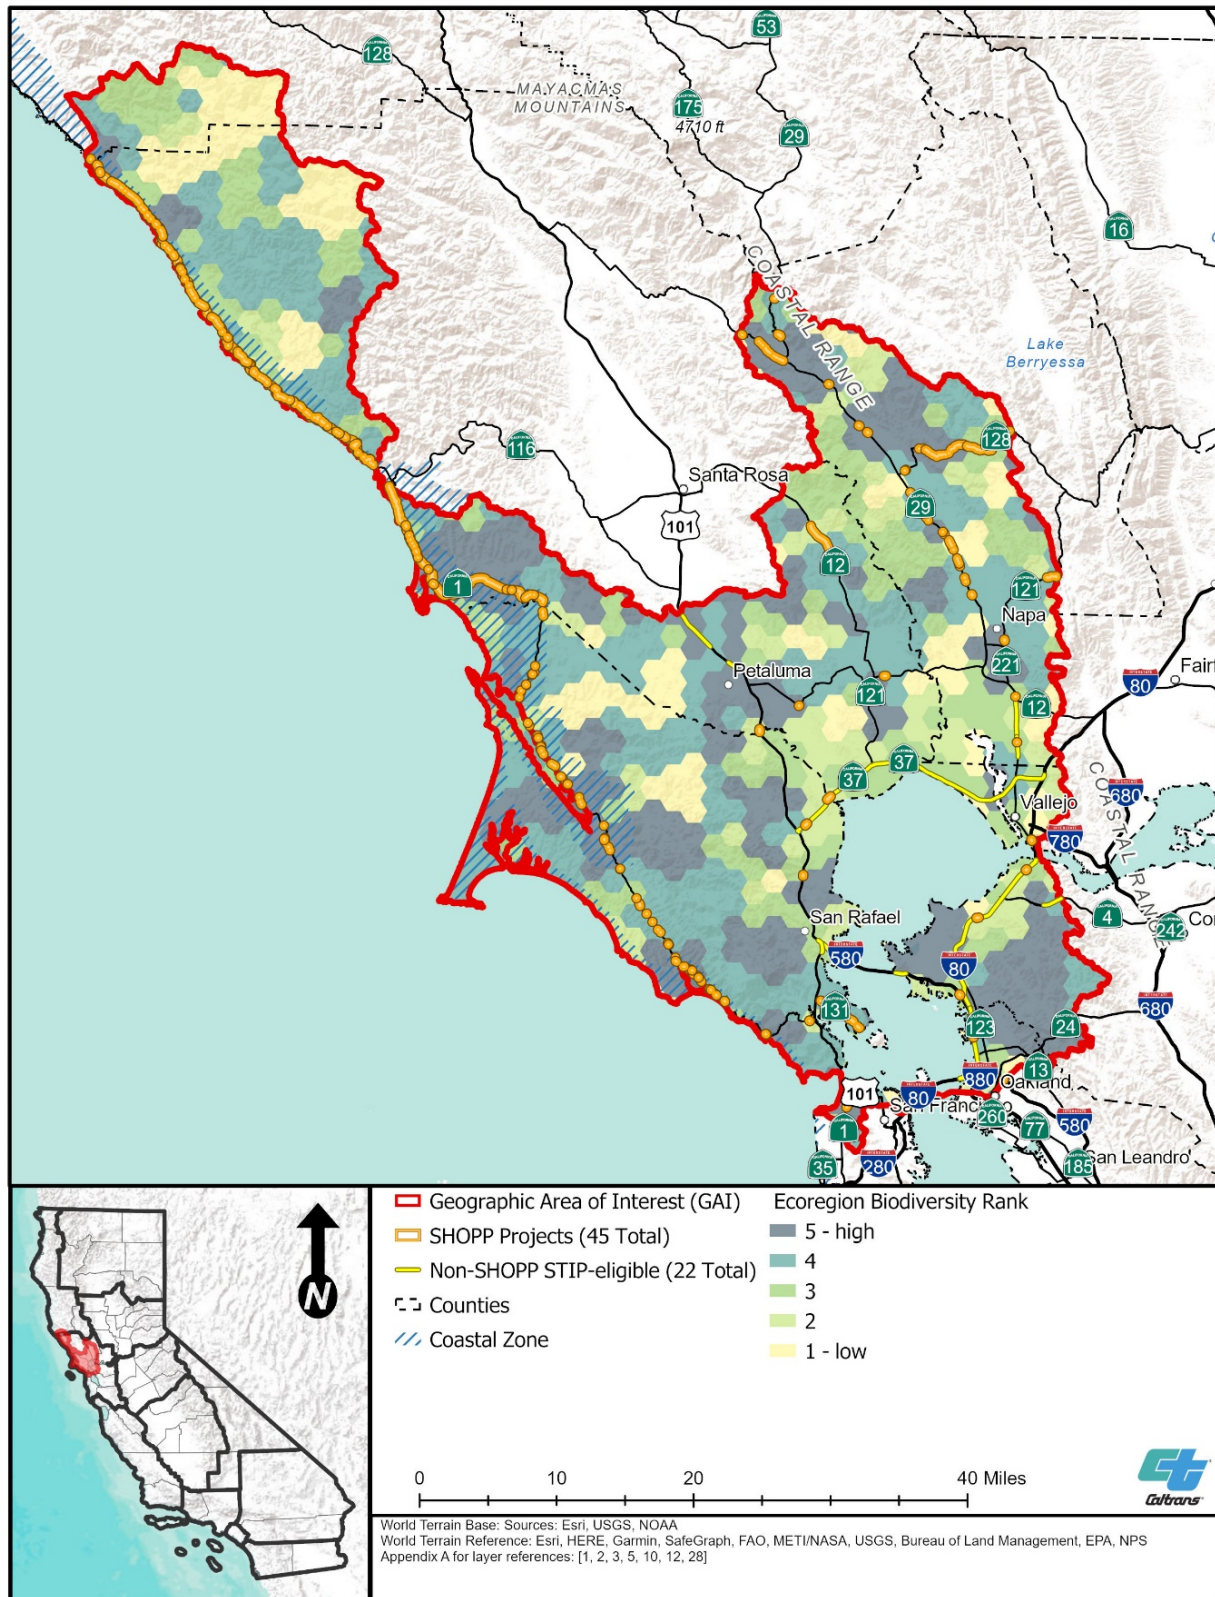 53
128
MAYACMAS
MOUNTAINS
CALIFORNIA 175
4710 ft
29
16
COASTAL RANGE
Lake
Berryessa
116
Santa Rosa
101
128
29
12
1
121
Napa
221
Petaluma
121
12
80
Fairf
37
37
COASTAL RANGE
680
Vallejo
780
San Rafael
580
80
4
242
Con
131
123
24
680
13
880
101
80
Oakland
San Francisco
1
260
77
580
35
280
185
San Leandro
Geographic Area of Interest (GAI)
SHOPP Projects (45 Total)
Non-SHOPP STIP-eligible (22 Total)
Counties
Coastal Zone
Ecoregion Biodiversity Rank
5 - high
4
3
2
1 - low
N
0 10 20 40 Miles
Caltrans
World Terrain Base: Sources: Esri, USGS, NOAA
World Terrain Reference: Esri, HERE, Garmin, SafeGraph, FAO, METI/NASA, USGS, Bureau of Land Management, EPA, NPS
Appendix A for layer references: [1, 2, 3, 5, 10, 12, 28]